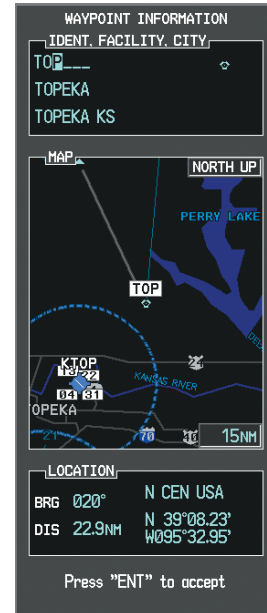 WAYPOINT INFORMATION
IDENT, FACILITY, CITY
TOP___
TOPEKA
TOPEKA KS
MAP
NORTH UP
PERRY LAKE
TOP
KTOP
13 22
KANSAS RIVER
04 31
OPEKA
70
15NM
LOCATION
BRG 020° N CEN USA
DIS 22.9NM N 39°08.23'
W095°32.95'
Press "ENT" to accept